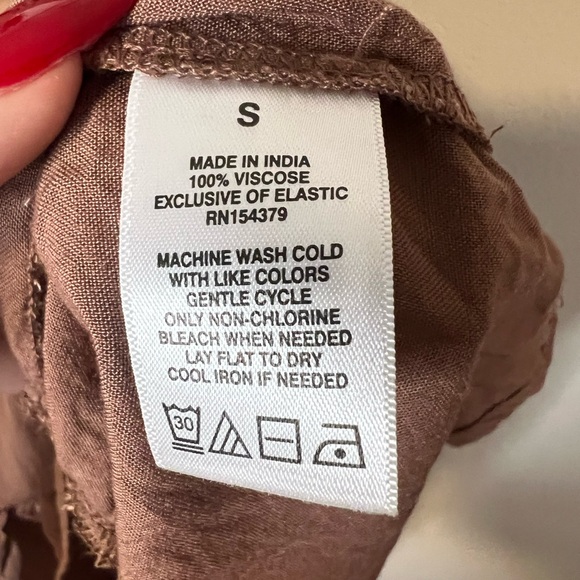 S
MADE IN INDIA
100% VISCOSE
EXCLUSIVE OF ELASTIC
RN154379
MACHINE WASH COLD
WITH LIKE COLORS
GENTLE CYCLE
ONLY NON-CHLORINE
BLEACH WHEN NEEDED
LAY FLAT TO DRY
COOL IRON IF NEEDED
30